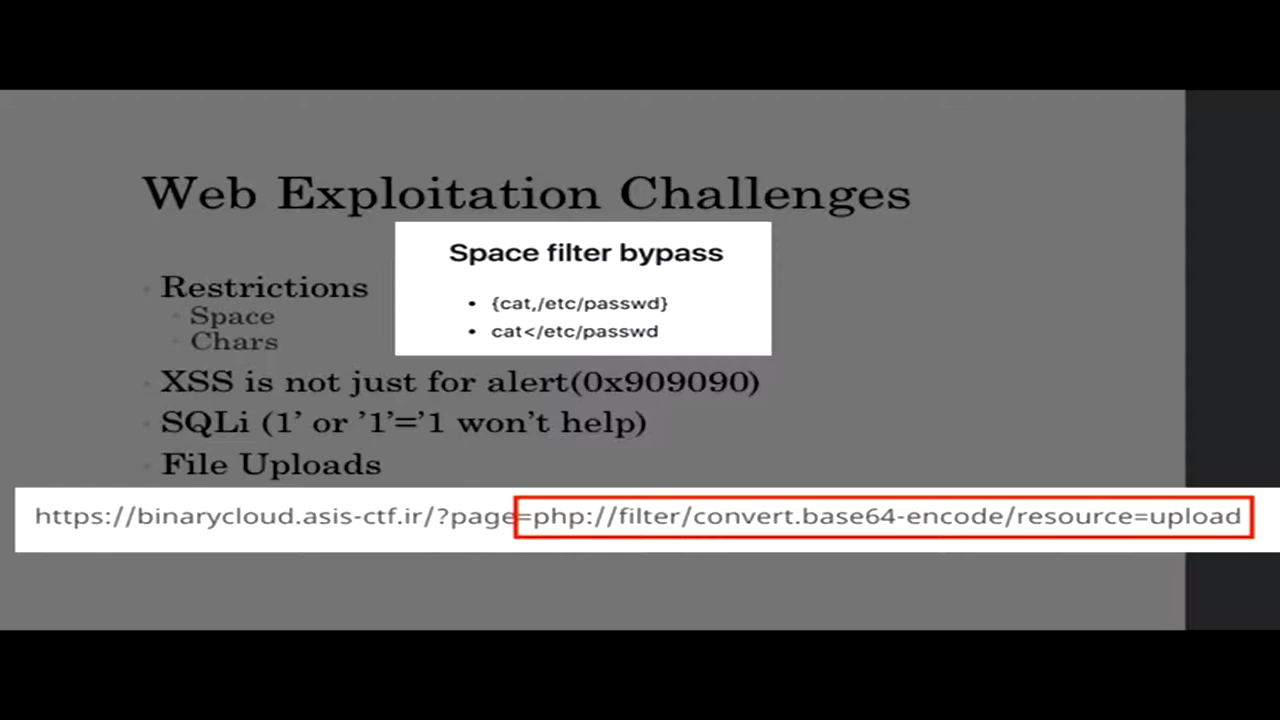 Web Exploitation Challenges
Space filter bypass
• {cat,/etc/passwd}
• cat</etc/passwd
Restrictions
Space
Chars
XSS is not just for alert(0x909090)
SQLi (1’ or ’1’=’1 won’t help)
File Uploads
https://binarycloud.asis-ctf.ir/?page=php://filter/convert.base64-encode/resource=upload